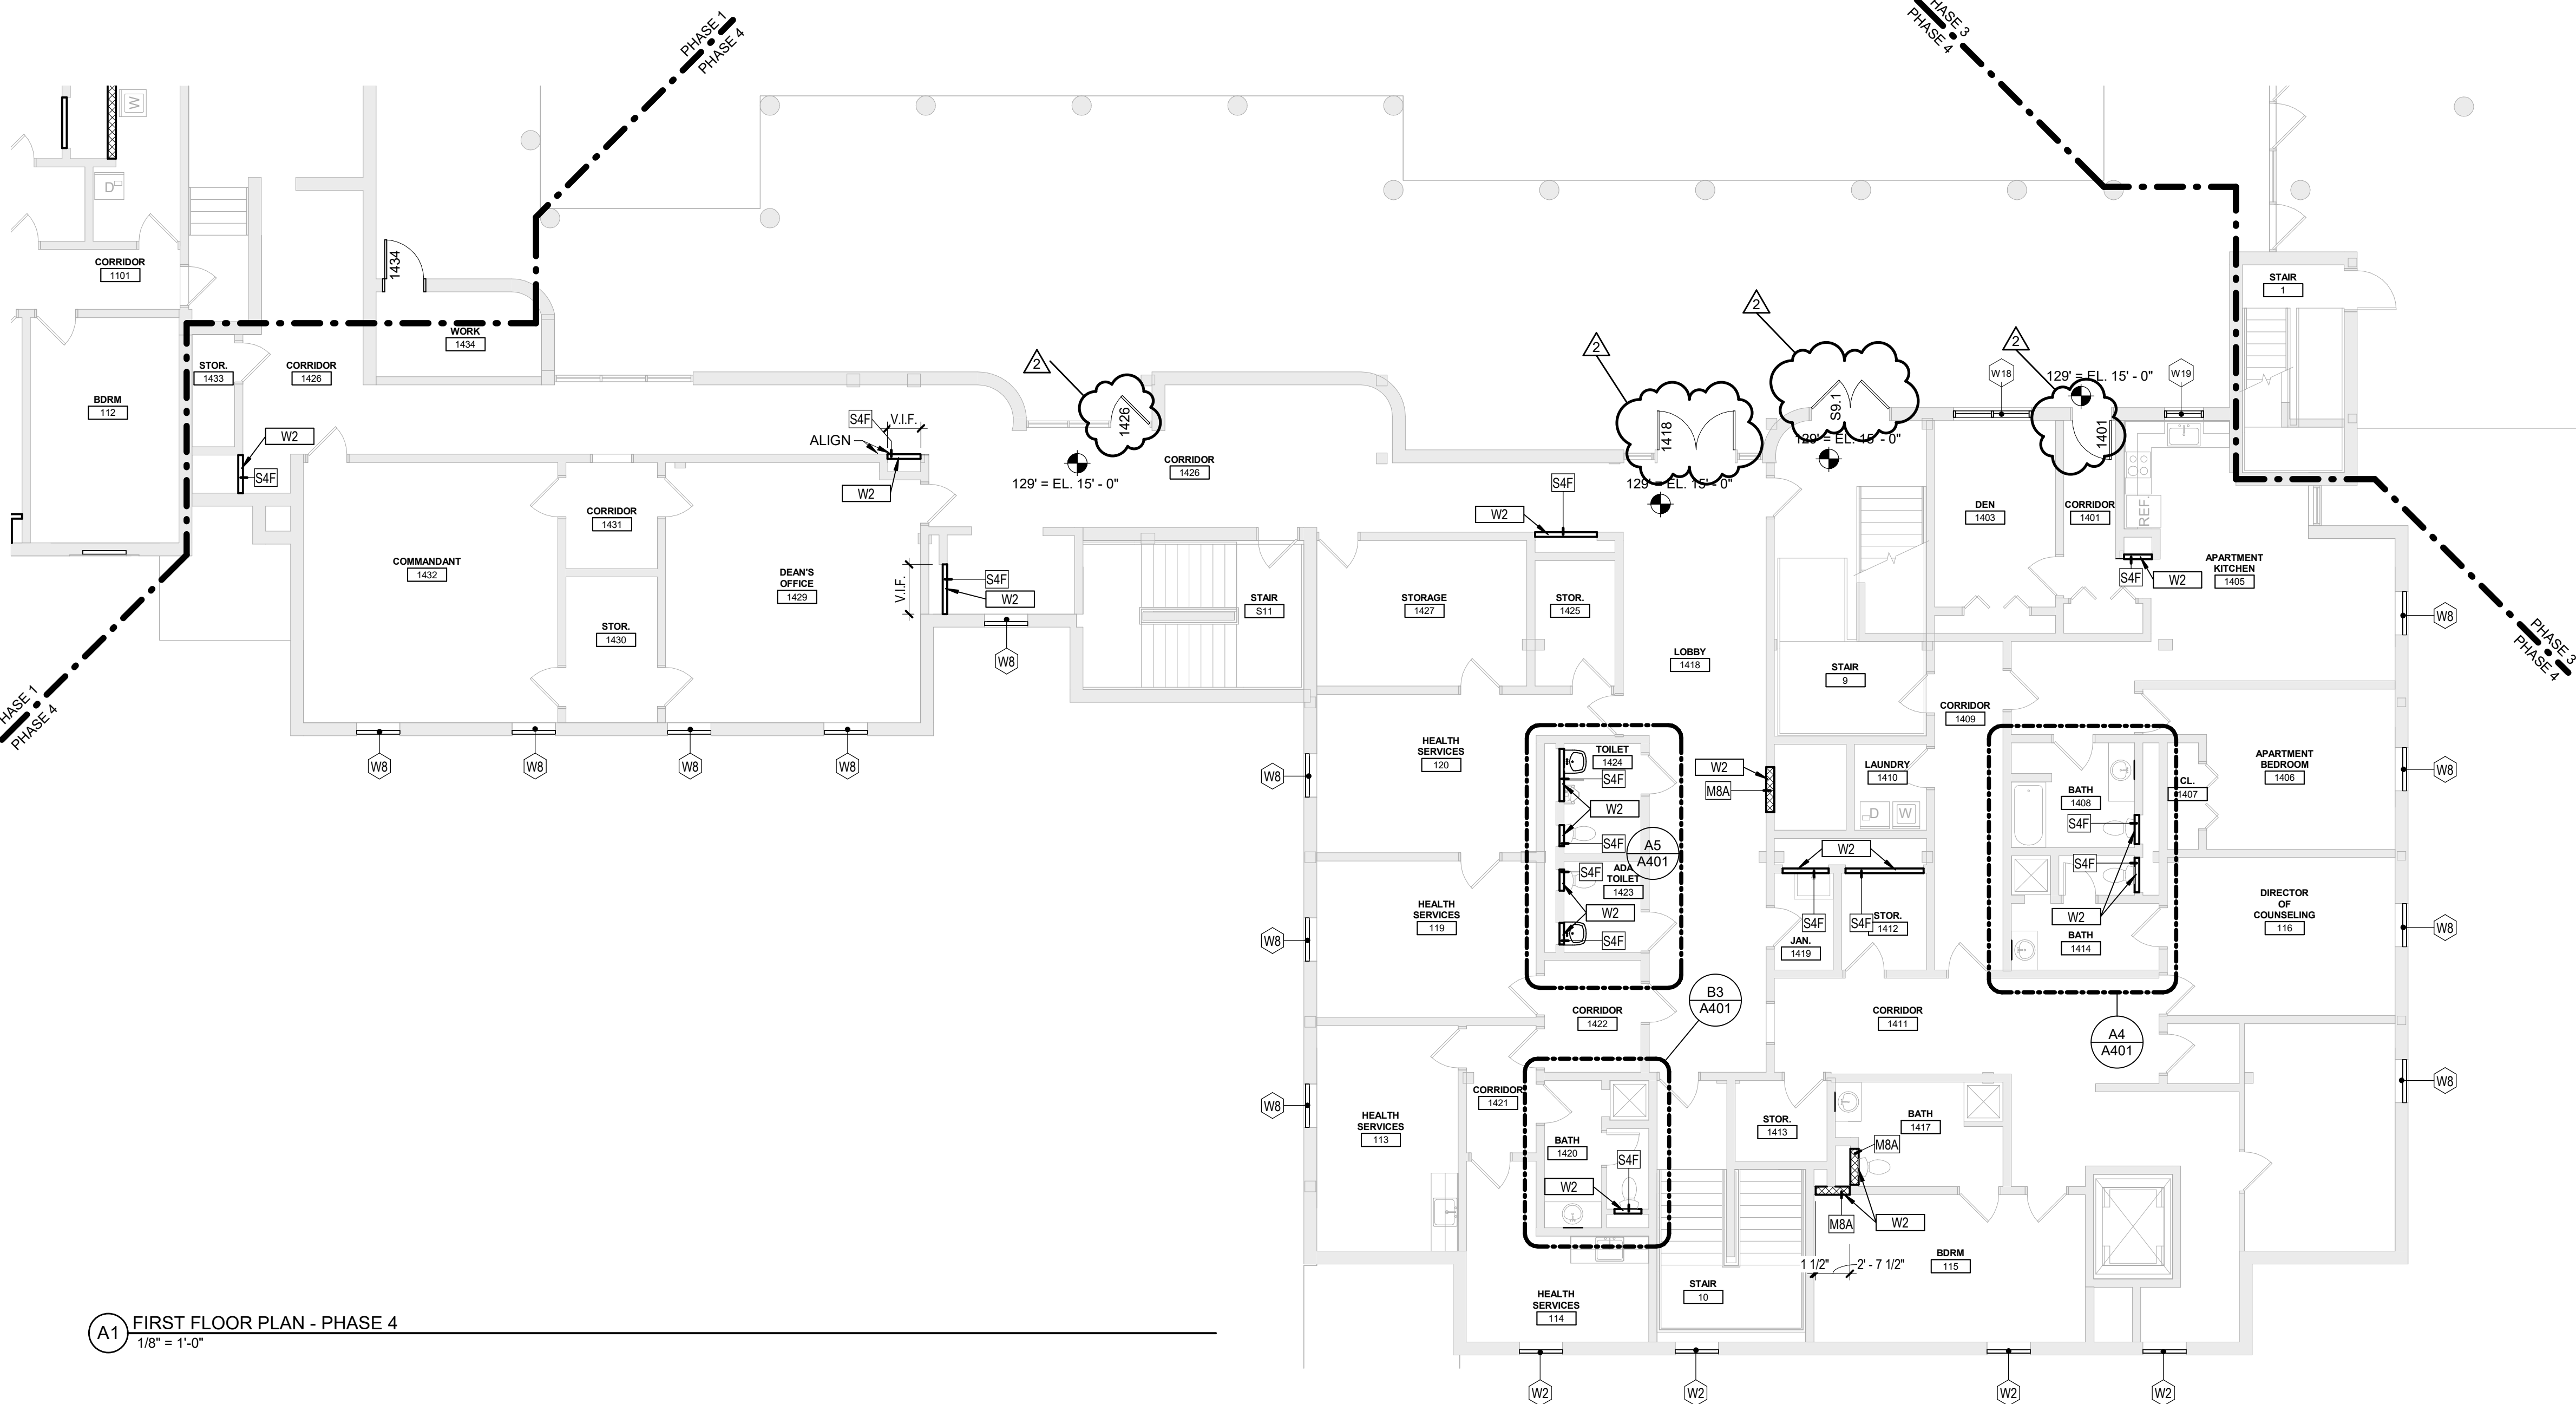 PHASE 1
PHASE 4
PHASE 3
PHASE 4
W
D
CORRIDOR
1101
1434
STAIR
1
WORK
1434
2
2
2
2
STOR.
1433
CORRIDOR
1426
BDRM
112
W18
129' = EL. 15' - 0"
W19
1426
1418
S9.1
1401
129' = EL. 15' - 0"
S4F
V.I.F.
ALIGN
W2
W2
S4F
W2
129' = EL. 15' - 0"
CORRIDOR
1426
129' = EL. 15' - 0"
S4F
W2
CORRIDOR
1431
DEN
1403
CORRIDOR
1401
REF.
COMMANDANT
1432
DEAN'S
OFFICE
1429
V.I.F.
S4F
W2
STAIR
S11
STORAGE
1427
STOR.
1425
S4F
W2
APARTMENT
KITCHEN
1405
STOR.
1430
W8
W8
PHASE 3
PHASE 4
LOBBY
1418
STAIR
9
PHASE 1
PHASE 4
CORRIDOR
1409
W8
W8
W8
W8
HEALTH
SERVICES
120
W8
TOILET
1424
S4F
W2
S4F
A5
A401
W2
M8A
LAUNDRY
1410
D
W
BATH
1408
S4F
CL.
1407
APARTMENT
BEDROOM
1406
W8
S4F
ADA
TOILET
1423
W2
S4F
W2
S4F
S4F
STOR.
1412
JAN.
1419
S4F
W2
BATH
1414
DIRECTOR
OF
COUNSELING
116
W8
HEALTH
SERVICES
119
W8
B3
A401
CORRIDOR
1422
CORRIDOR
1411
A4
A401
W8
W8
HEALTH
SERVICES
113
CORRIDOR
1421
BATH
1420
S4F
W2
STOR.
1413
BATH
1417
M8A
M8A
W2
BDRM
115
1 1/2"
2' - 7 1/2"
STAIR
10
HEALTH
SERVICES
114
W2
W2
W2
W2
A1
FIRST FLOOR PLAN - PHASE 4
1/8" = 1'-0"